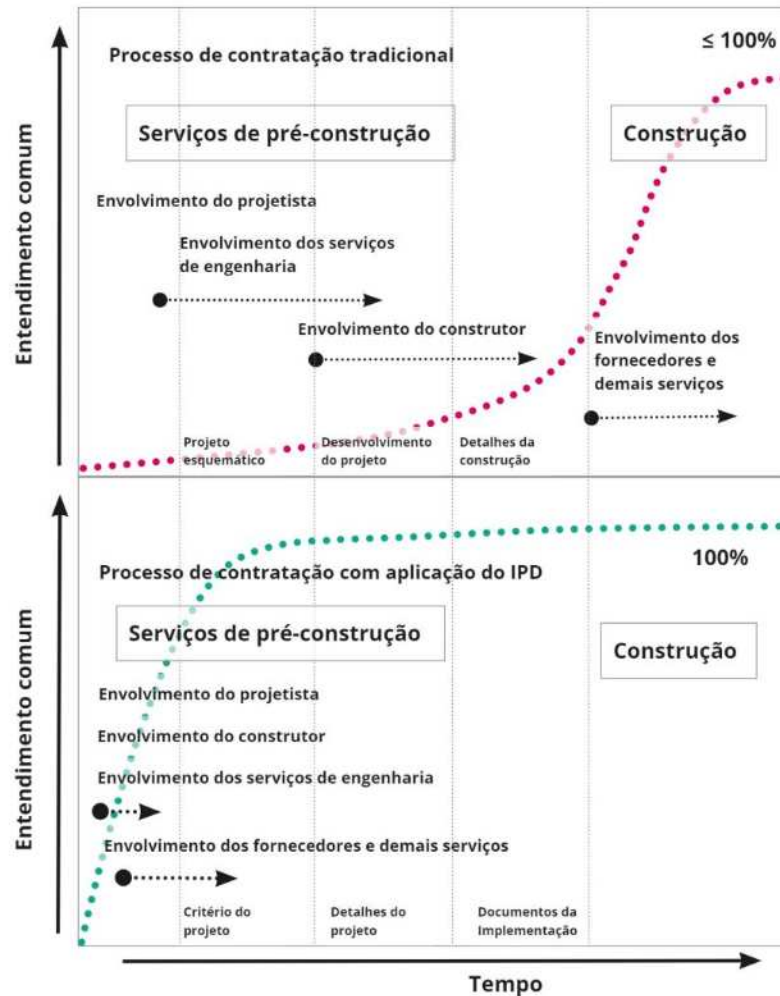 ≤ 100%
Processo de contratação tradicional
Serviços de pré-construção
Construção
Entendimento comum
Envolvimento do projetista
Envolvimento dos serviços
de engenharia
Envolvimento do construtor
Envolvimento dos
fornecedores e
demais serviços
Projeto
esquemático
Desenvolvimento
do projeto
Detalhes da
construção
100%
Processo de contratação com aplicação do IPD
Serviços de pré-construção
Construção
Entendimento comum
Envolvimento do projetista
Envolvimento do construtor
Envolvimento dos serviços de engenharia
Envolvimento dos fornecedores e demais serviços
Critério do
projeto
Detalhes do
projeto
Documentos da
Implementação
Tempo